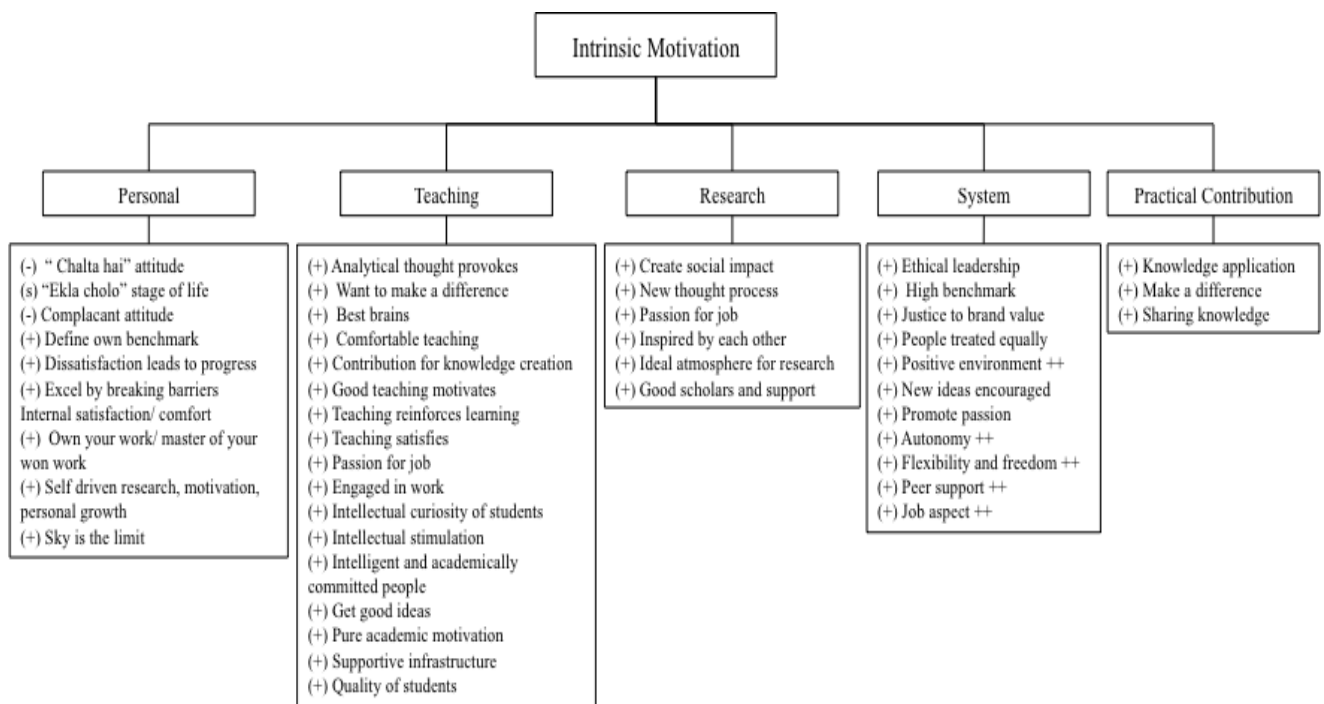 Intrinsic Motivation
Personal
Teaching
Research
System
Practical Contribution
(-) “ Chalta hai” attitude
(s) “Ekla cholo” stage of life
(-) Complacant attitude
(+) Define own benchmark
(+) Dissatisfaction leads to progress
(+) Excel by breaking barriers
Internal satisfaction/ comfort
(+) Own your work/ master of your
won work
(+) Self driven research, motivation,
personal growth
(+) Sky is the limit
(+) Analytical thought provokes
(+) Want to make a difference
(+) Best brains
(+) Comfortable teaching
(+) Contribution for knowledge creation
(+) Good teaching motivates
(+) Teaching reinforces learning
(+) Teaching satisfies
(+) Passion for job
(+) Engaged in work
(+) Intellectual curiosity of students
(+) Intellectual stimulation
(+) Intelligent and academically
committed people
(+) Get good ideas
(+) Pure academic motivation
(+) Supportive infrastructure
(+) Quality of students
(+) Create social impact
(+) New thought process
(+) Passion for job
(+) Inspired by each other
(+) Ideal atmosphere for research
(+) Good scholars and support
(+) Ethical leadership
(+) High benchmark
(+) Justice to brand value
(+) People treated equally
(+) Positive environment ++
(+) New ideas encouraged
(+) Promote passion
(+) Autonomy ++
(+) Flexibility and freedom ++
(+) Peer support ++
(+) Job aspect ++
(+) Knowledge application
(+) Make a difference
(+) Sharing knowledge